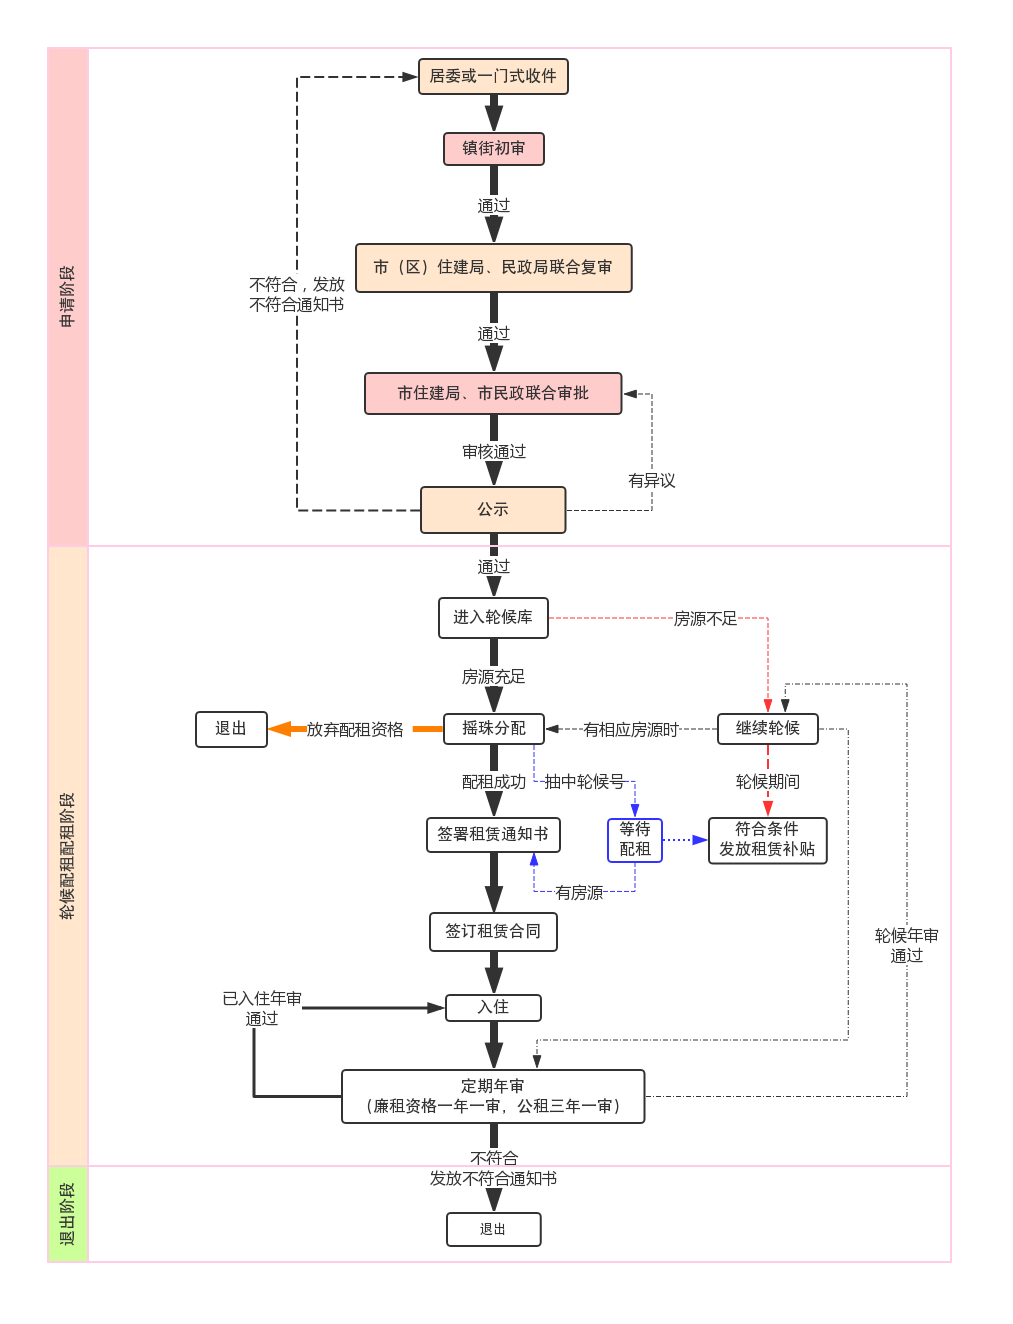 申请阶段
居委或一门式收件
镇街初审
通过
市（区）住建局、民政局联合复审
不符合，发放
不符合通知书
通过
市住建局、市民政联合审批
审核通过
有异议
公示
轮候配租配租阶段
通过
进入轮候库
房源不足
房源充足
退出
放弃配租资格
摇珠分配
有相应房源时
继续轮候
配租成功
抽中轮候号
轮候期间
签署租赁通知书
等待
配租
符合条件
发放租赁补贴
有房源
签订租赁合同
轮候年审
通过
已入住年审
通过
入住
定期年审
（廉租资格一年一审，公租三年一审）
不符合
发放不符合通知书
退出阶段
退出